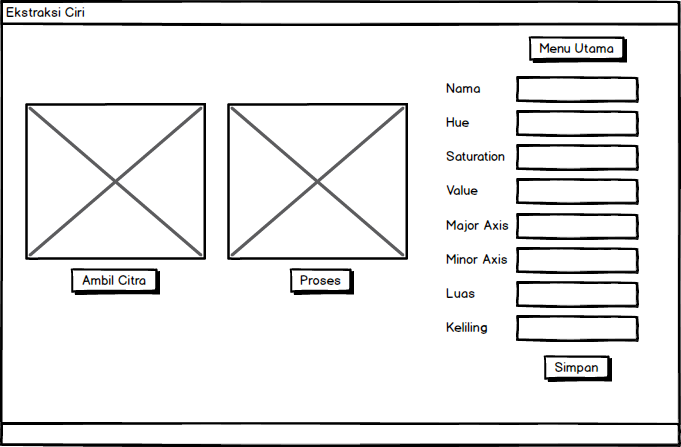 Ekstraksi Ciri
Menu Utama
Nama
Hue
Saturation
Value
Major Axis
Minor Axis
Luas
Keliling
Ambil Citra
Proses
Simpan